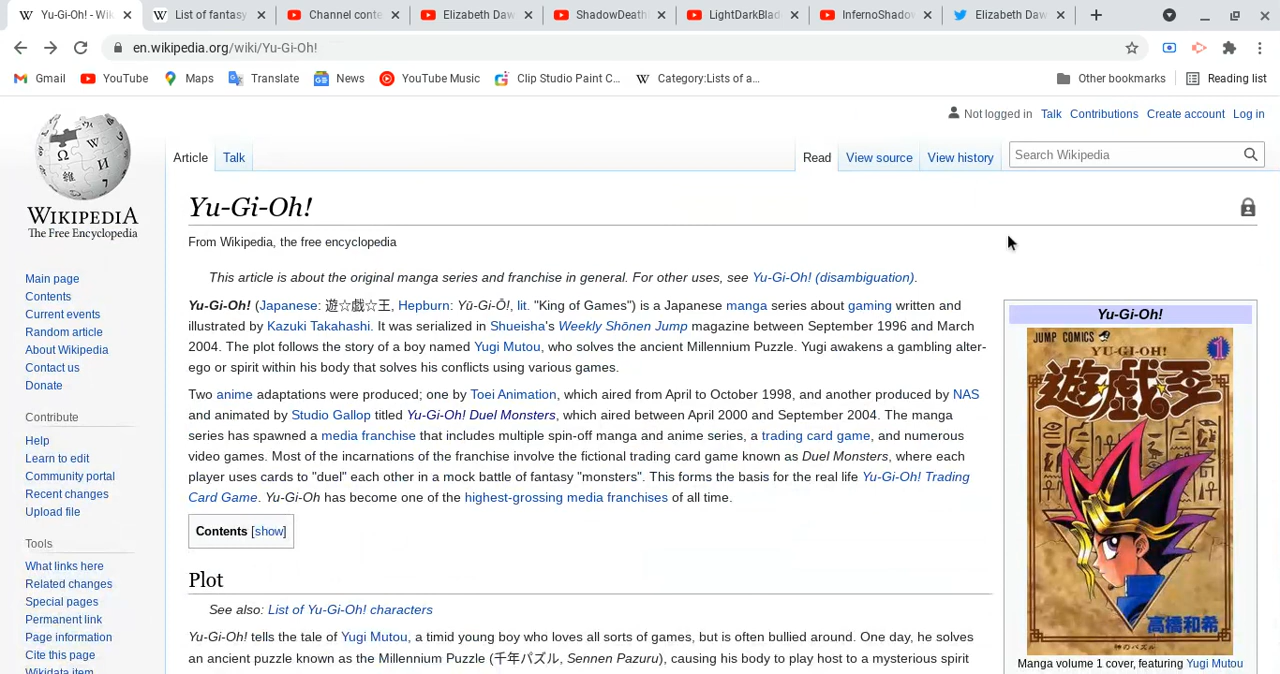 Yu-Gi-Oh! - Wik
List of fantasy
Channel conte
Elizabeth Daw
ShadowDeath
LightDarkBlad
InfernoShadow
Elizabeth Daw
en.wikipedia.org/wiki/Yu-Gi-Oh!
Gmail
YouTube
Maps
Translate
News
YouTube Music
Clip Studio Paint C...
Category:Lists of a...
Other bookmarks
Reading list
Not logged in Talk Contributions Create account Log in
Article Talk
Read View source View history
Search Wikipedia
WIKIPEDIA
The Free Encyclopedia
Main page
Contents
Current events
Random article
About Wikipedia
Contact us
Donate
Contribute
Help
Learn to edit
Community portal
Recent changes
Upload file
Tools
What links here
Related changes
Special pages
Permanent link
Page information
Cite this page
Wikidata item
Yu-Gi-Oh!
From Wikipedia, the free encyclopedia
This article is about the original manga series and franchise in general. For other uses, see Yu-Gi-Oh! (disambiguation).
Yu-Gi-Oh! (Japanese: 遊☆戯☆王, Hepburn: Yū-Gi-Ō!, lit. "King of Games") is a Japanese manga series about gaming written and
illustrated by Kazuki Takahashi. It was serialized in Shueisha's Weekly Shōnen Jump magazine between September 1996 and March
2004. The plot follows the story of a boy named Yugi Mutou, who solves the ancient Millennium Puzzle. Yugi awakens a gambling alter-
ego or spirit within his body that solves his conflicts using various games.
Two anime adaptations were produced; one by Toei Animation, which aired from April to October 1998, and another produced by NAS
and animated by Studio Gallop titled Yu-Gi-Oh! Duel Monsters, which aired between April 2000 and September 2004. The manga
series has spawned a media franchise that includes multiple spin-off manga and anime series, a trading card game, and numerous
video games. Most of the incarnations of the franchise involve the fictional trading card game known as Duel Monsters, where each
player uses cards to "duel" each other in a mock battle of fantasy "monsters". This forms the basis for the real life Yu-Gi-Oh! Trading
Card Game. Yu-Gi-Oh has become one of the highest-grossing media franchises of all time.
Contents [show]
Plot
See also: List of Yu-Gi-Oh! characters
Yu-Gi-Oh! tells the tale of Yugi Mutou, a timid young boy who loves all sorts of games, but is often bullied around. One day, he solves
an ancient puzzle known as the Millennium Puzzle (千年パズル, Sennen Pazuru), causing his body to play host to a mysterious spirit
Yu-Gi-Oh!
JUMP COMICS
YU-GI-OH!
1
遊戯王
高橋和希
Manga volume 1 cover, featuring Yugi Mutou